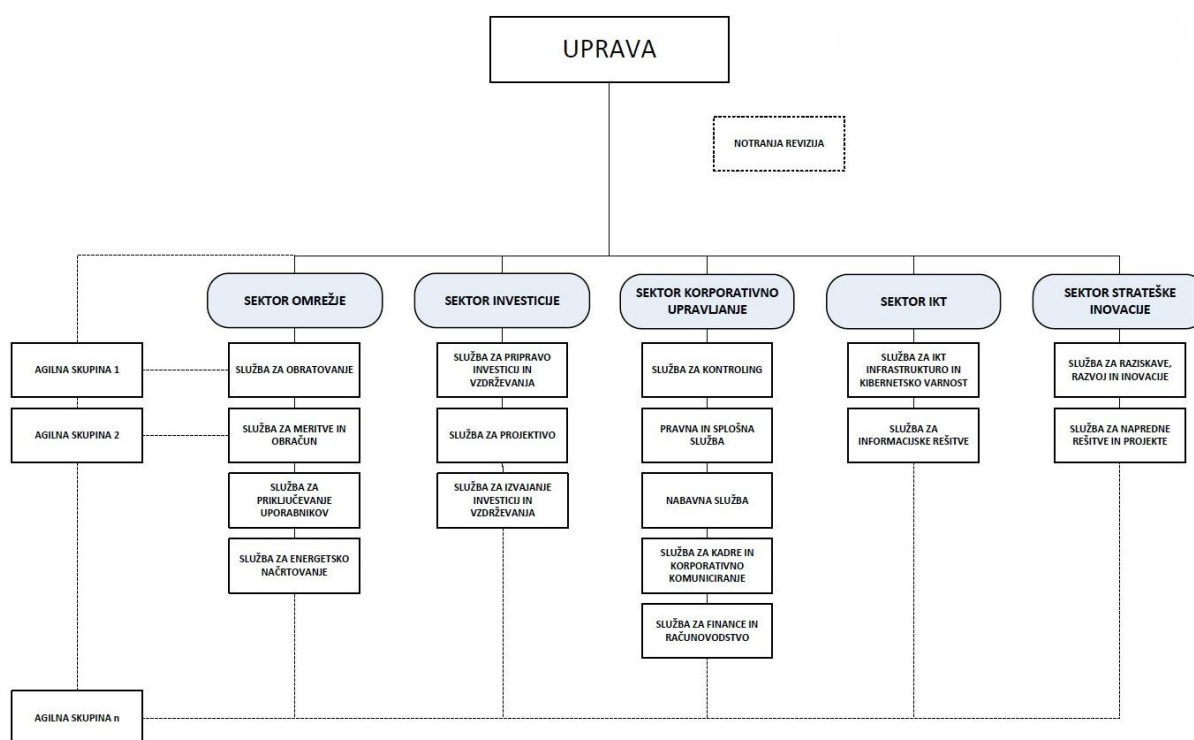 UPRAVA
NOTRANJA REVIZIJA
SEKTOR OMREŽJE
SEKTOR INVESTICIJE
SEKTOR KORPORATIVNO
UPRAVLJANJE
SEKTOR IKT
SEKTOR STRATEŠKE
INOVACIJE
AGILNA SKUPINA 1
SLUŽBA ZA OBRATOVANJE
SLUŽBA ZA PRIPRAVO
INVESTICIJ IN
VZDRŽEVANJA
SLUŽBA ZA KONTROLING
SLUŽBA ZA IKT
INFRASTRUKTURO IN
KIBERNETSKO VARNOST
SLUŽBA ZA RAZISKAVE,
RAZVOJ IN INOVACIJE
AGILNA SKUPINA 2
SLUŽBA ZA MERITVE IN
OBRAČUN
SLUŽBA ZA PROJEKTIVO
PRAVNA IN SPLOŠNA
SLUŽBA
SLUŽBA ZA
INFORMACIJSKE REŠITVE
SLUŽBA ZA NAPREDNE
REŠITVE IN PROJEKTE
SLUŽBA ZA
PRIKLJUČEVANJE
UPORABNIKOV
SLUŽBA ZA IZVAJANJE
INVESTICIJ IN
VZDRŽEVANJA
NABAVNA SLUŽBA
SLUŽBA ZA ENERGETSKO
NAČRTOVANJE
SLUŽBA ZA KADRE IN
KORPORATIVNO
KOMUNICIRANJE
SLUŽBA ZA FINANCE IN
RAČUNOVODSTVO
AGILNA SKUPINA n